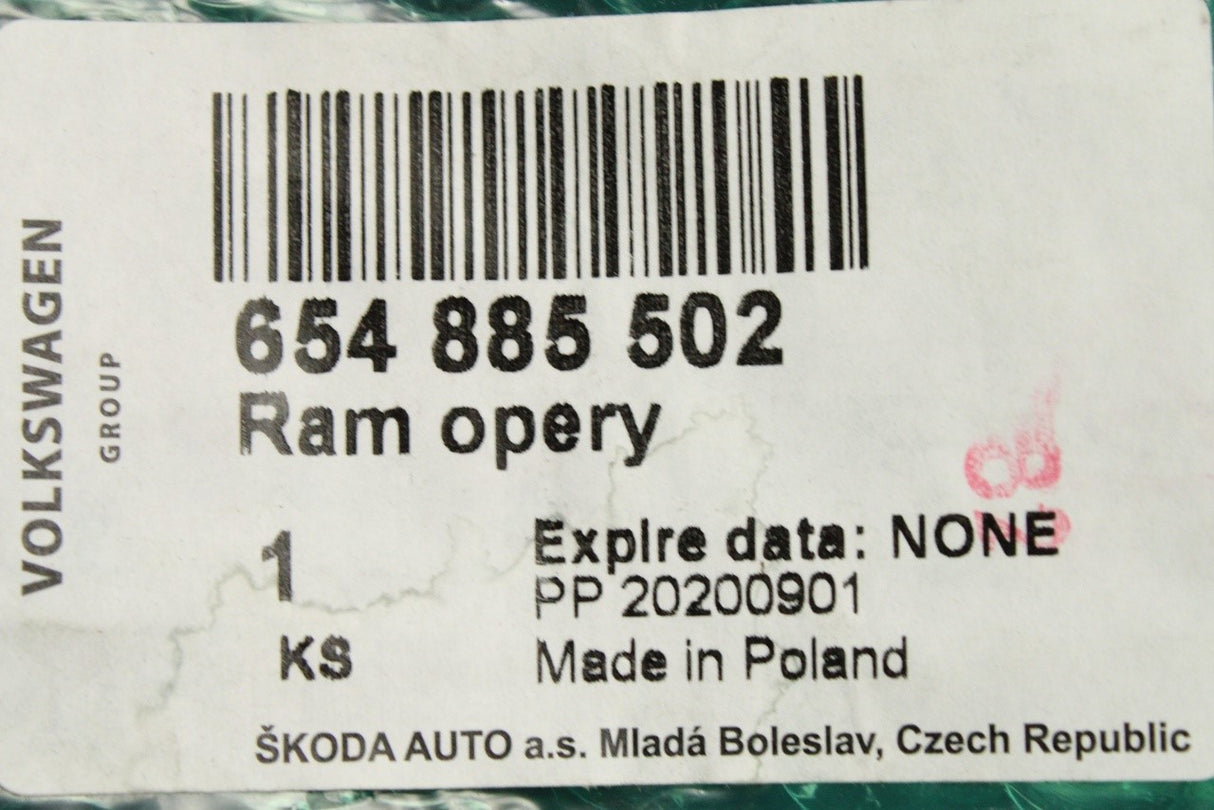 VOLKSWAGEN
GROUP
654 885 502
Ram opery
1
KS
Expire data: NONE
PP 20200901
Made in Poland
ŠKODA AUTO a.s. Mladá Boleslav, Czech Republic